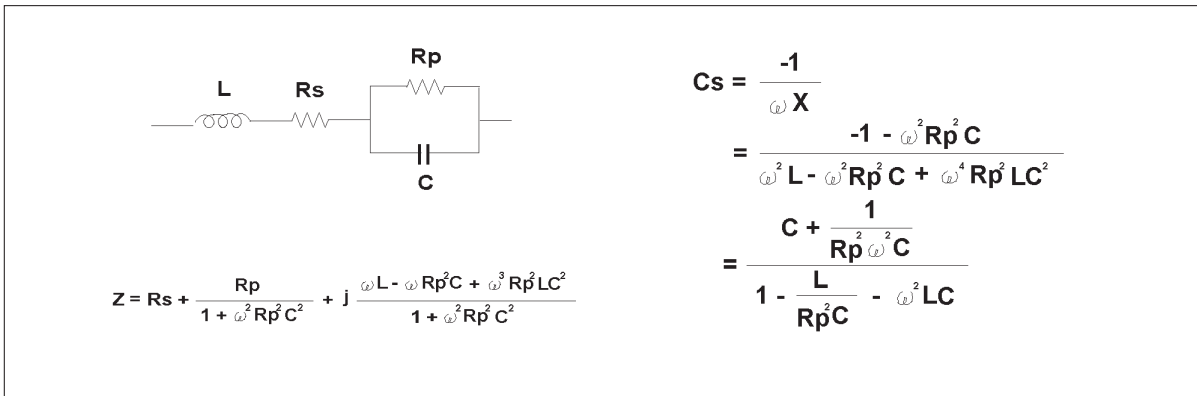 Rp
L
Rs
C
Z = Rs + Rp / (1 + ω²Rp²C²) + j (ωL - ωRp²C + ω³Rp²LC²) / (1 + ω²Rp²C²)
Cs = -1 / (ωX)
= (-1 - ω²Rp²C) / (ω²L - ω²Rp²C + ω⁴Rp²LC²)
= (C + 1 / (Rp²ω²C)) / (1 - L / (Rp²C) - ω²LC)